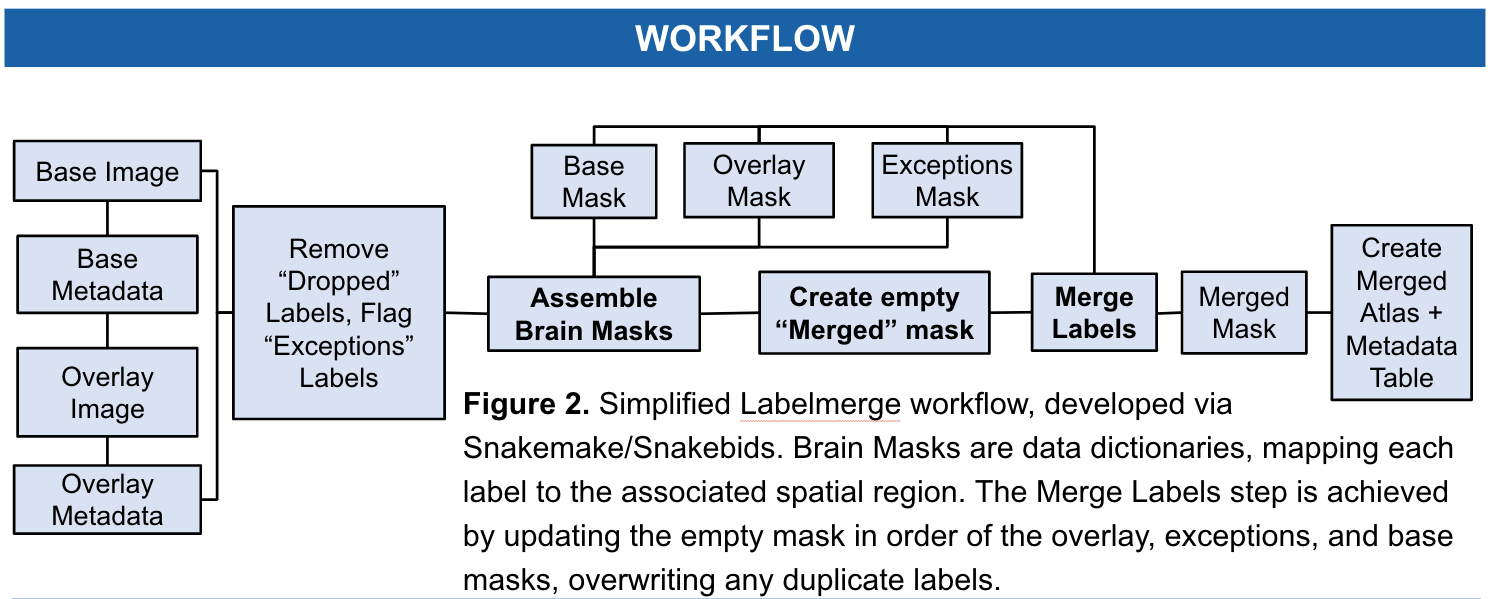 WORKFLOW
Base Image
Base
Metadata
Overlay
Image
Overlay
Metadata
Remove
“Dropped”
Labels, Flag
“Exceptions”
Labels
Base
Mask
Overlay
Mask
Exceptions
Mask
Assemble
Brain Masks
Create empty
“Merged” mask
Merge
Labels
Merged
Mask
Create
Merged
Atlas +
Metadata
Table
Figure 2. Simplified Labelmerge workflow, developed via
Snakemake/Snakebids. Brain Masks are data dictionaries, mapping each
label to the associated spatial region. The Merge Labels step is achieved
by updating the empty mask in order of the overlay, exceptions, and base
masks, overwriting any duplicate labels.